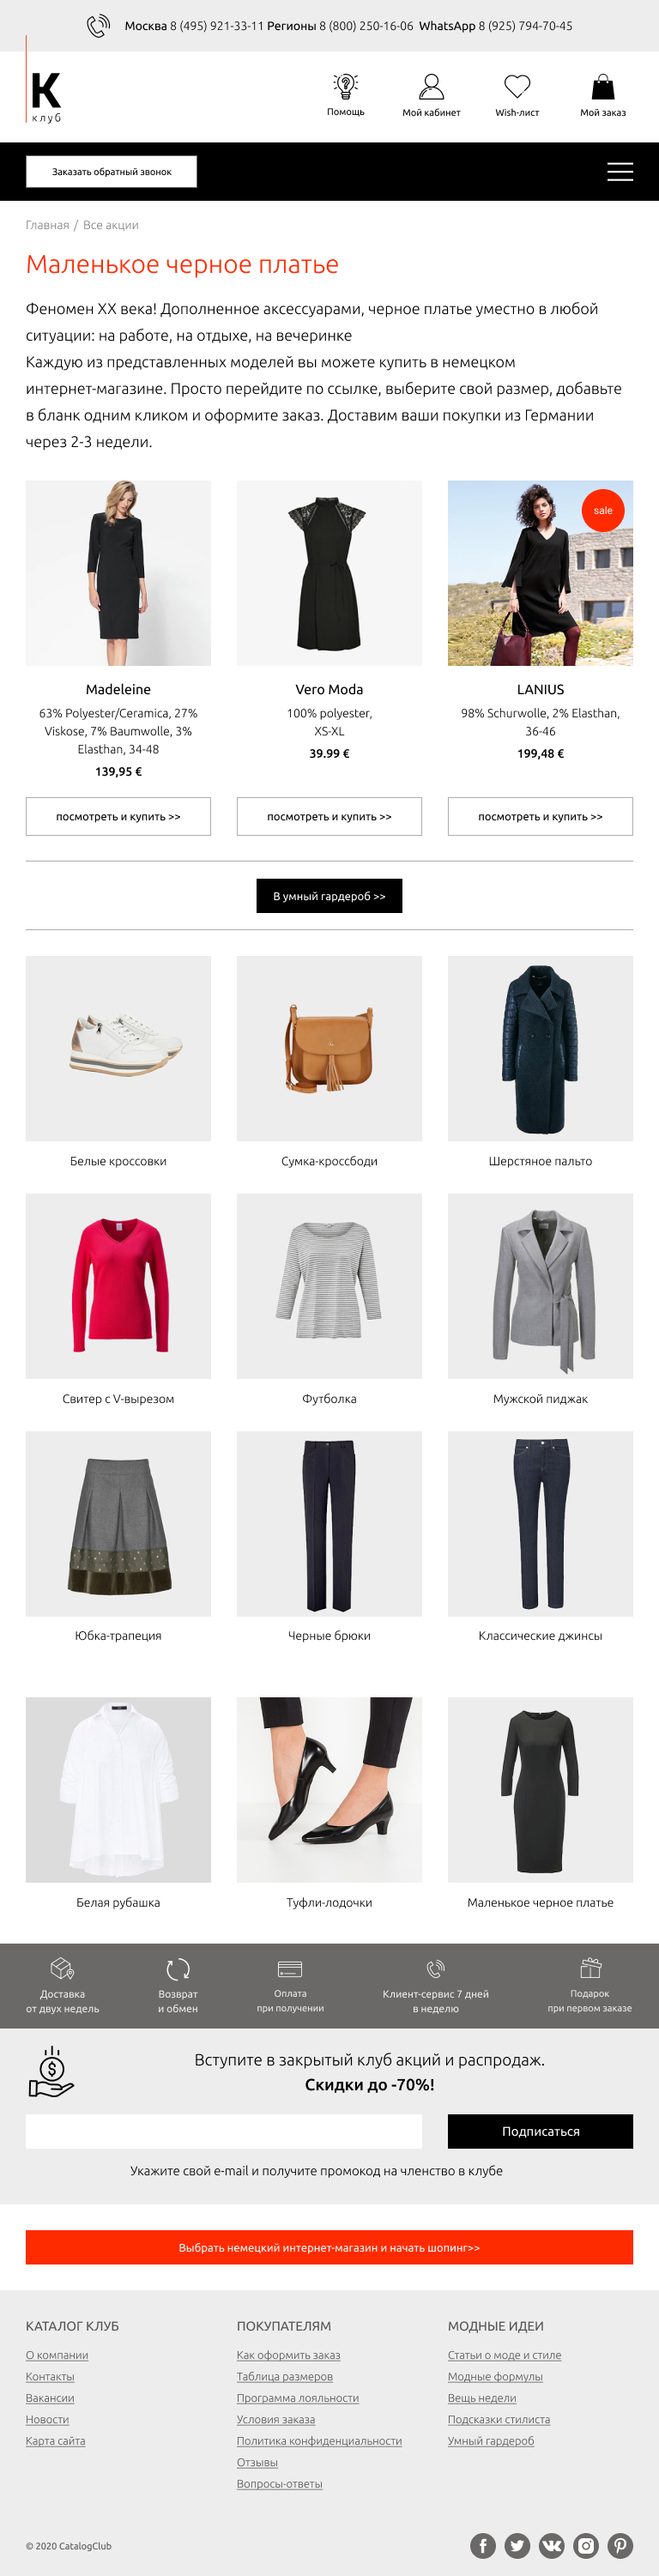 Москва 8 (495) 921-33-11 Регионы 8 (800) 250-16-06 WhatsApp 8 (925) 794-70-45
К
клуб
Помощь
Мой кабинет
Wish-лист
Мой заказ
Заказать обратный звонок
Главная / Все акции
Маленькое черное платье
Феномен XX века! Дополненное аксессуарами, черное платье уместно в любой
ситуации: на работе, на отдыхе, на вечеринке
Каждую из представленных моделей вы можете купить в немецком
интернет-магазине. Просто перейдите по ссылке, выберите свой размер, добавьте
в бланк одним кликом и оформите заказ. Доставим ваши покупки из Германии
через 2-3 недели.
sale
Madeleine
63% Polyester/Ceramica, 27%
Viskose, 7% Baumwolle, 3%
Elasthan, 34-48
139,95 €
посмотреть и купить >>
Vero Moda
100% polyester,
XS-XL
39.99 €
посмотреть и купить >>
LANIUS
98% Schurwolle, 2% Elasthan,
36-46
199,48 €
посмотреть и купить >>
В умный гардероб >>
Белые кроссовки
Сумка-кроссбоди
Шерстяное пальто
Свитер с V-вырезом
Футболка
Мужской пиджак
Юбка-трапеция
Черные брюки
Классические джинсы
Белая рубашка
Туфли-лодочки
Маленькое черное платье
Доставка
от двух недель
Возврат
и обмен
Оплата
при получении
Клиент-сервис 7 дней
в неделю
Подарок
при первом заказе
Вступите в закрытый клуб акций и распродаж.
Скидки до -70%!
Подписаться
Укажите свой e-mail и получите промокод на членство в клубе
Выбрать немецкий интернет-магазин и начать шопинг>>
КАТАЛОГ КЛУБ
О компании
Контакты
Вакансии
Новости
Карта сайта
ПОКУПАТЕЛЯМ
Как оформить заказ
Таблица размеров
Программа лояльности
Условия заказа
Политика конфиденциальности
Отзывы
Вопросы-ответы
МОДНЫЕ ИДЕИ
Статьи о моде и стиле
Модные формулы
Вещь недели
Подсказки стилиста
Умный гардероб
© 2020 CatalogClub